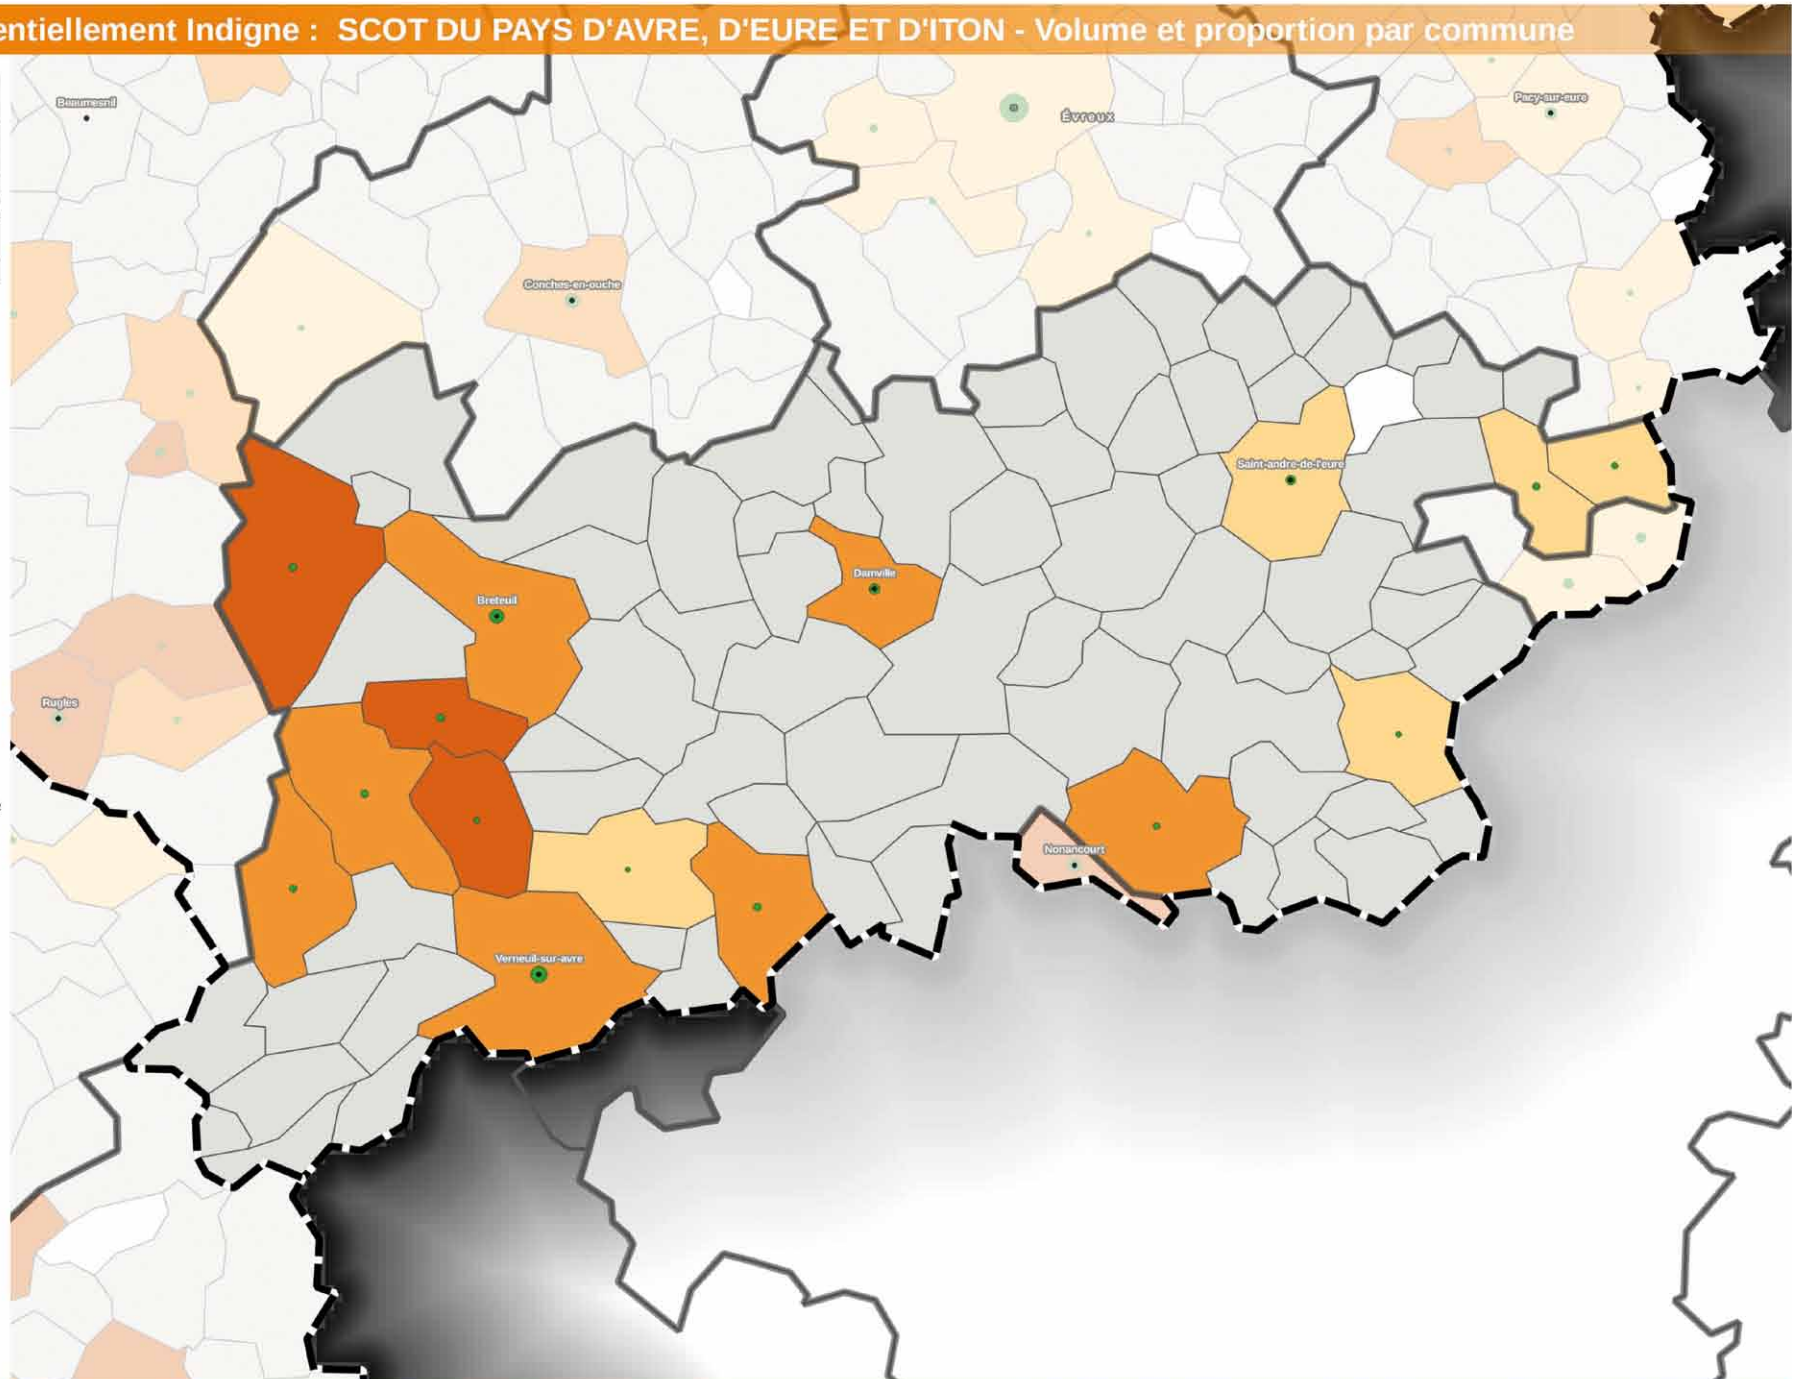 entiellement Indigne : SCOT DU PAYS D'AVRE, D'EURE ET D'ITON - Volume et proportion par commune
Beaumesnil
Pacy-sur-eure
Évreux
Conches-en-ouche
Saint-andre-de-l'eure
Damville
Breteuil
Rugles
Nonancourt
Verneuil-sur-avre